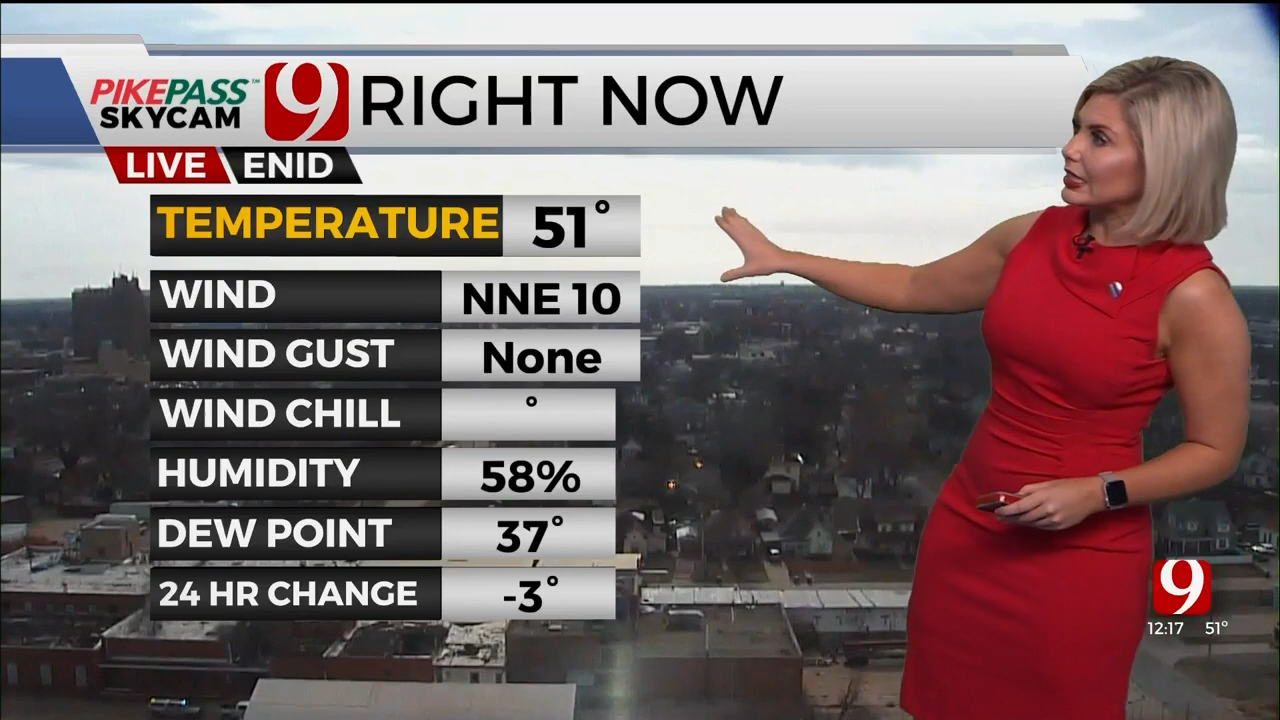 PIKEPASS™
SKYCAM
9 RIGHT NOW
LIVE ENID
TEMPERATURE 51°
WIND NNE 10
WIND GUST None
WIND CHILL °
HUMIDITY 58%
DEW POINT 37°
24 HR CHANGE -3°
9
12:17 51°